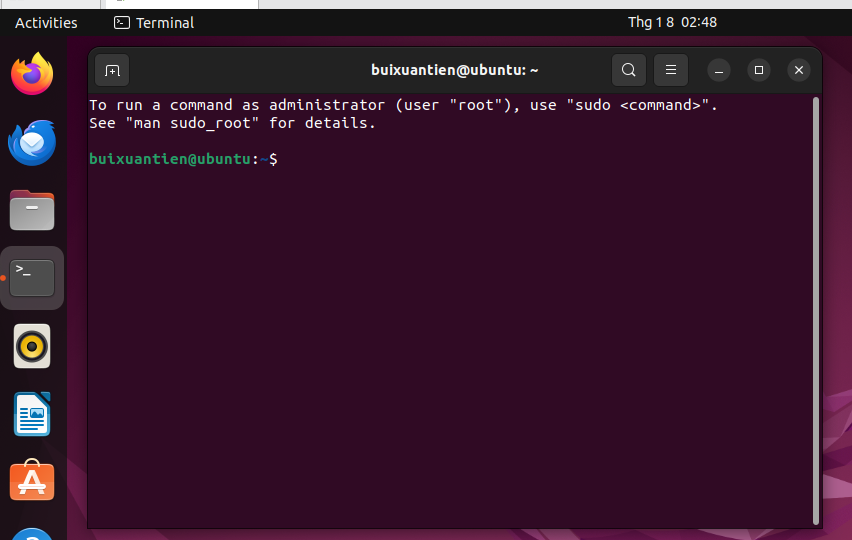 Activities
Terminal
Thg 1 8 02:48
buixuantien@ubuntu: ~
To run a command as administrator (user "root"), use "sudo <command>".
See "man sudo_root" for details.
buixuantien@ubuntu:~$
>_